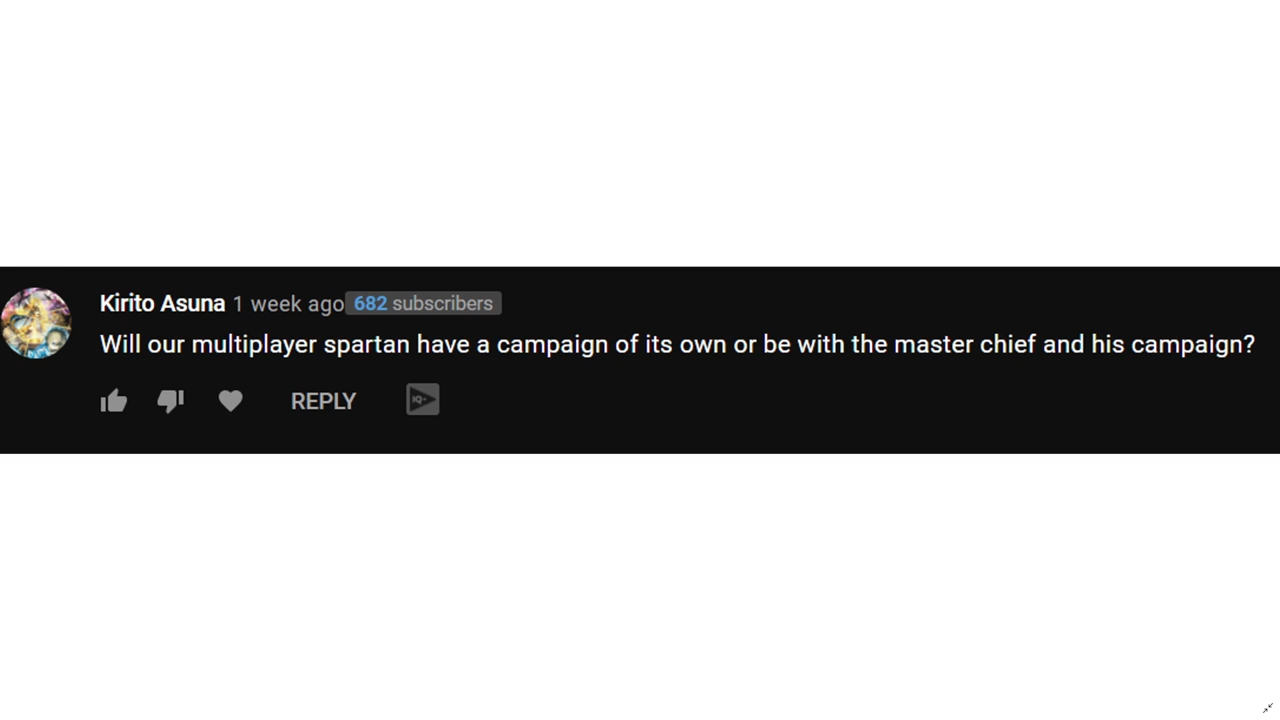 Kirito Asuna 1 week ago 682 subscribers
Will our multiplayer spartan have a campaign of its own or be with the master chief and his campaign?
REPLY